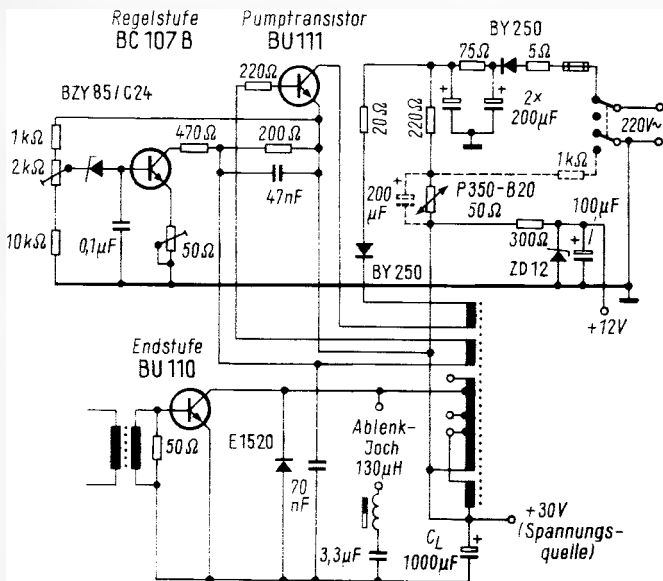 Regelstufe
BC 107 B
Pumptransistor
BU 111
BY 250
75Ω
5Ω
220Ω
BZY 85/C24
20Ω
220Ω
2×
200µF
220V~
1kΩ
470Ω
200Ω
1kΩ
2kΩ
200
µF
P350-B20
50Ω
47nF
100µF
10kΩ
0,1µF
50Ω
300Ω
ZD 12
BY 250
+12V
Endstufe
BU 110
50Ω
E1520
70
nF
Ablenk-
Joch
130µH
3,3µF
C_L
1000µF
+30V
(Spannungs-
quelle)